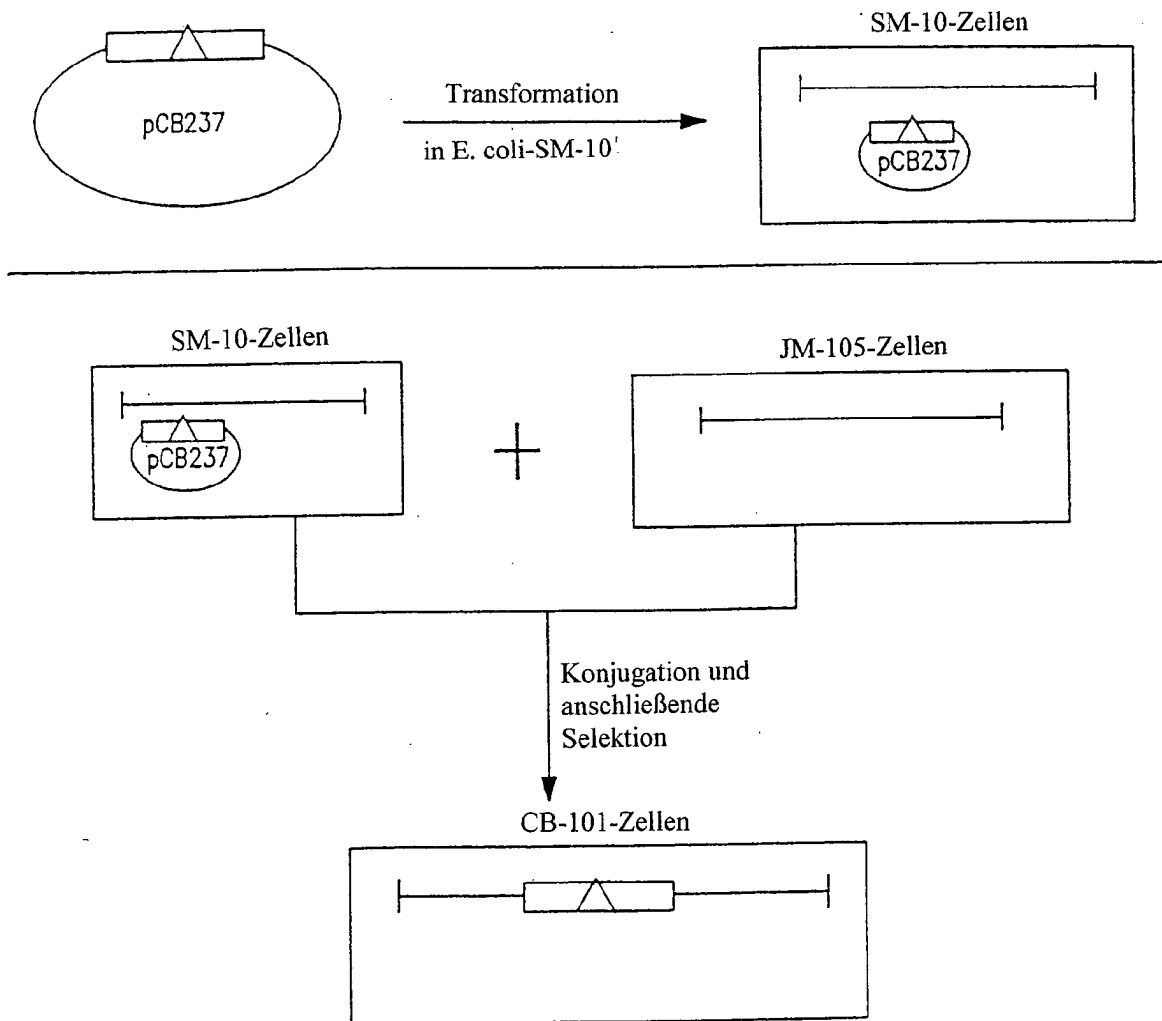 SM-10-Zellen
pCB237
Transformation
in E. coli-SM-10
pCB237
SM-10-Zellen
JM-105-Zellen
pCB237
Konjugation und
anschließende
Selektion
CB-101-Zellen